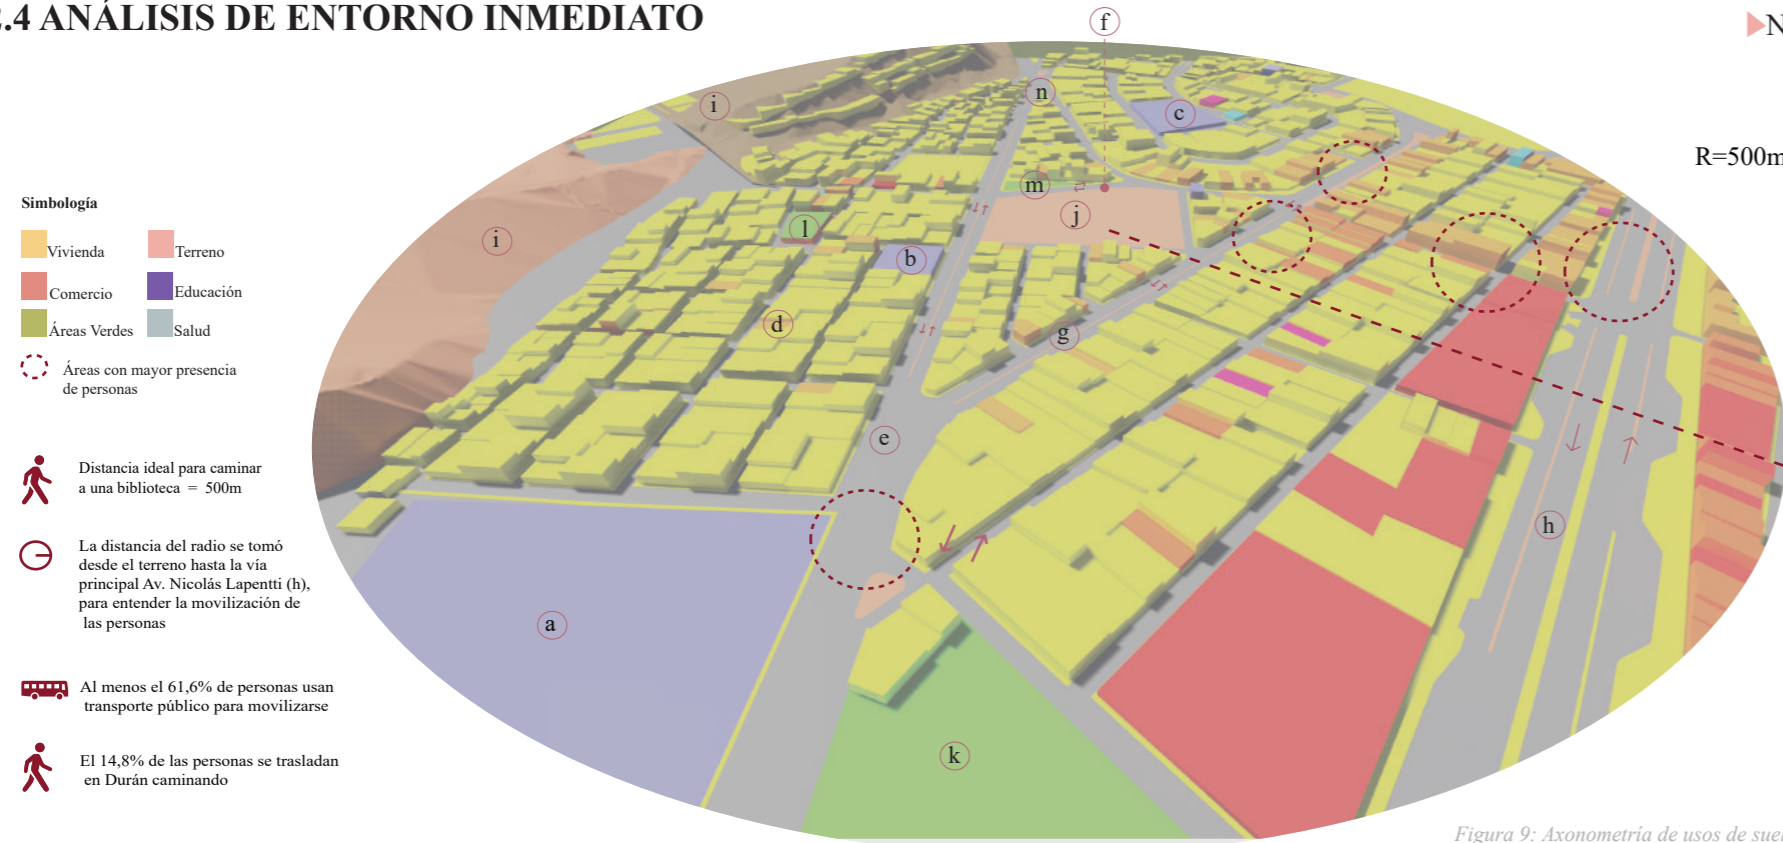 2.4 ANÁLISIS DE ENTORNO INMEDIATO
N
R=500m
Simbología
Vivienda
Terreno
Comercio
Educación
Áreas Verdes
Salud
Áreas con mayor presencia
de personas
Distancia ideal para caminar
a una biblioteca = 500m
La distancia del radio se tomó
desde el terreno hasta la vía
principal Av. Nicolás Lapentti (h),
para entender la movilización de
las personas
Al menos el 61,6% de personas usan
transporte público para movilizarse
El 14,8% de las personas se trasladan
en Durán caminando
f
n
i
c
m
j
l
i
b
d
g
e
h
a
k
Figura 9: Axonometría de usos de suel